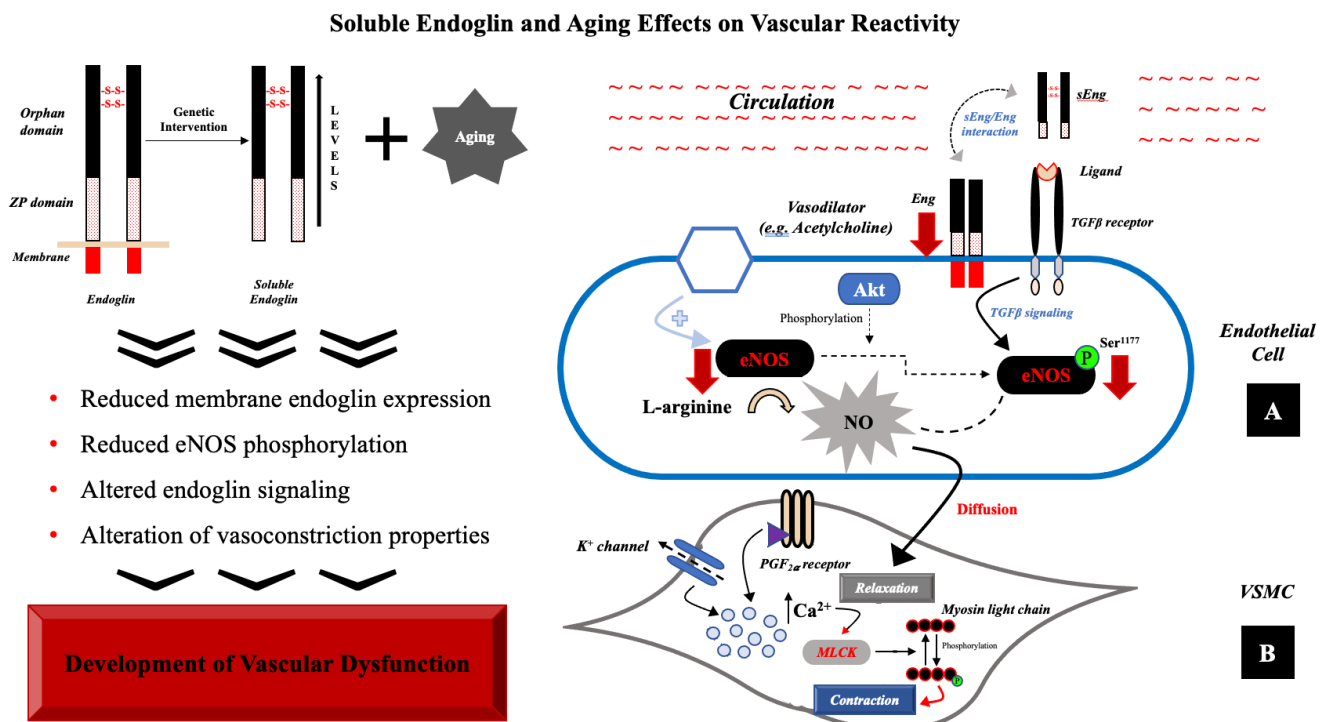 Soluble Endoglin and Aging Effects on Vascular Reactivity
Orphan
domain
-S-S-
-S-S-
Genetic
Intervention
-S-S-
-S-S-
L
E
V
E
L
S
Aging
ZP domain
Membrane
Endoglin
Soluble
Endoglin
Reduced membrane endoglin expression
Reduced eNOS phosphorylation
Altered endoglin signaling
Alteration of vasoconstriction properties
Development of Vascular Dysfunction
Circulation
sEng/Eng
interaction
-S-S-
-S-S-
sEng
Ligand
TGFβ receptor
Eng
Vasodilator
(e.g. Acetylcholine)
Akt
Phosphorylation
TGFβ signaling
eNOS
L-arginine
NO
P
Ser1177
eNOS
Endothelial
Cell
A
Diffusion
K+ channel
PGF2α receptor
Relaxation
Ca2+
MLCK
Myosin light chain
Phosphorylation
P
Contraction
VSMC
B